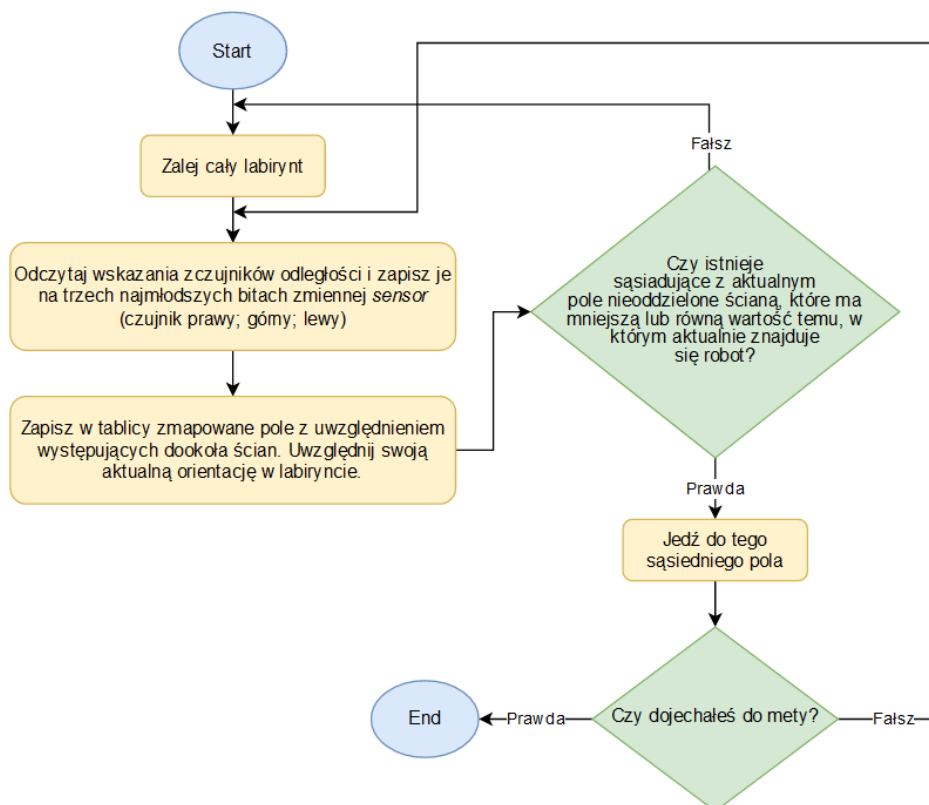 Start
Zalej cały labirynt
Odczytaj wskazania zczujników odległości i zapisz je
na trzech najmłodszych bitach zmiennej sensor
(czujnik prawy; górny; lewy)
Zapisz w tablicy zmapowane pole z uwzględnieniem
występujących dookoła ścian. Uwzględnij swoją
aktualną orientację w labiryncie.
Fałsz
Czy istnieje
sąsiadujące z aktualnym
pole nieoddzielone ścianą, które ma
mniejszą lub równą wartość temu, w
którym aktualnie znajduje
się robot?
Prawda
Jedź do tego
sąsiedniego pola
Czy dojechałeś do mety?
Fałsz
Prawda
End